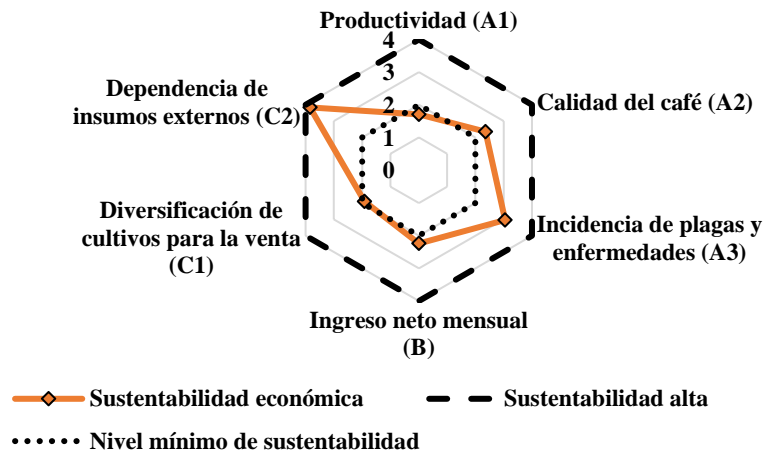 Productividad (A1)
4
3
2
1
0
Calidad del café (A2)
Incidencia de plagas y
enfermedades (A3)
Ingreso neto mensual
(B)
Diversificación de
cultivos para la venta
(C1)
Dependencia de
insumos externos (C2)
Sustentabilidad económica
Sustentabilidad alta
Nivel mínimo de sustentabilidad